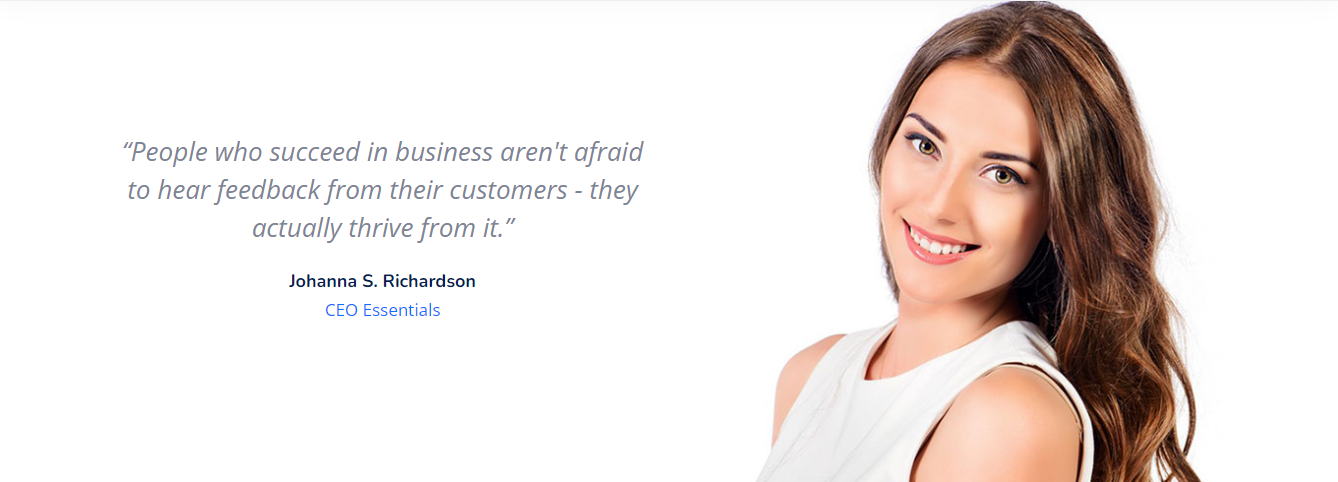 “People who succeed in business aren't afraid
to hear feedback from their customers - they
actually thrive from it.”
Johanna S. Richardson
CEO Essentials